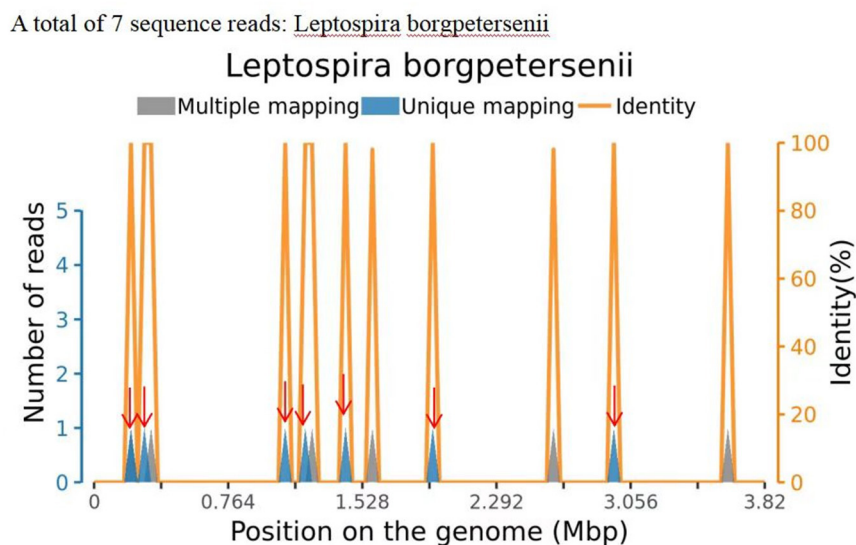 A total of 7 sequence reads: Leptospira borgpetersenii
Leptospira borgpetersenii
Multiple mapping Unique mapping Identity
Number of reads
5
4
3
2
1
0
100
80
60
40
20
0
Identity(%)
0 0.764 1.528 2.292 3.056 3.82
Position on the genome (Mbp)